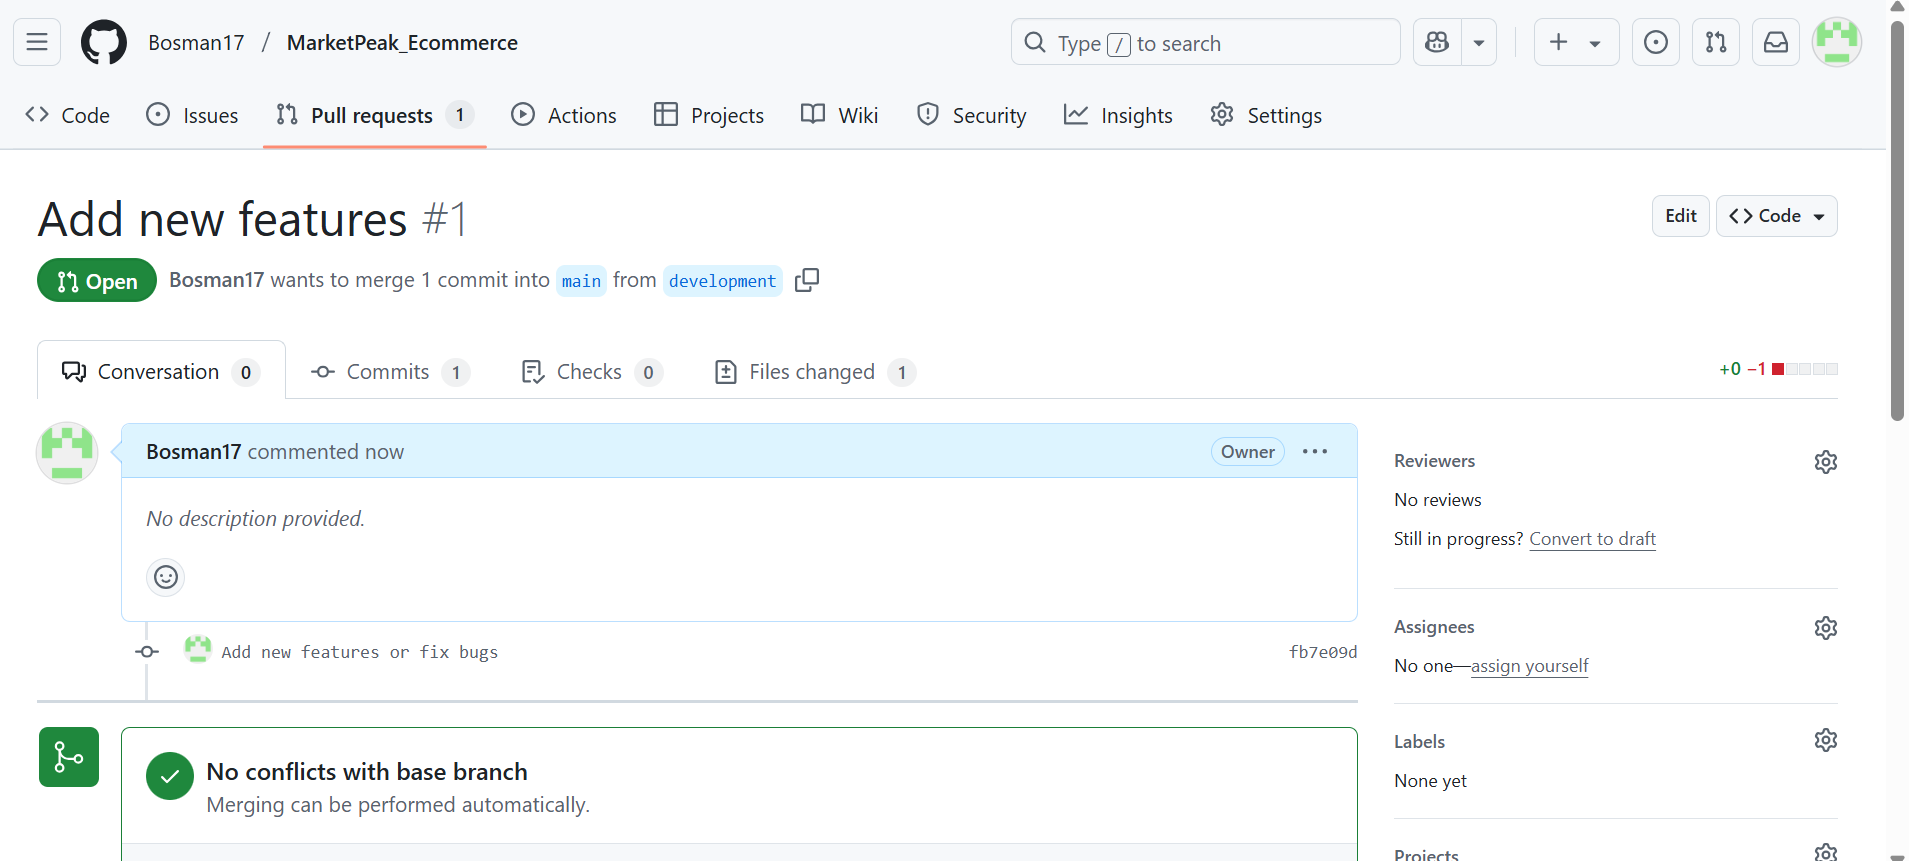 Bosman17 / MarketPeak_Ecommerce
Type / to search
Code
Issues
Pull requests 1
Actions
Projects
Wiki
Security
Insights
Settings
Add new features #1
Edit
Code
Open
Bosman17 wants to merge 1 commit into main from development
Conversation 0
Commits 1
Checks 0
Files changed 1
+0 −1
Bosman17 commented now
Owner
No description provided.
Add new features or fix bugs
fb7e09d
No conflicts with base branch
Merging can be performed automatically.
Reviewers
No reviews
Still in progress? Convert to draft
Assignees
No one—assign yourself
Labels
None yet
Projects